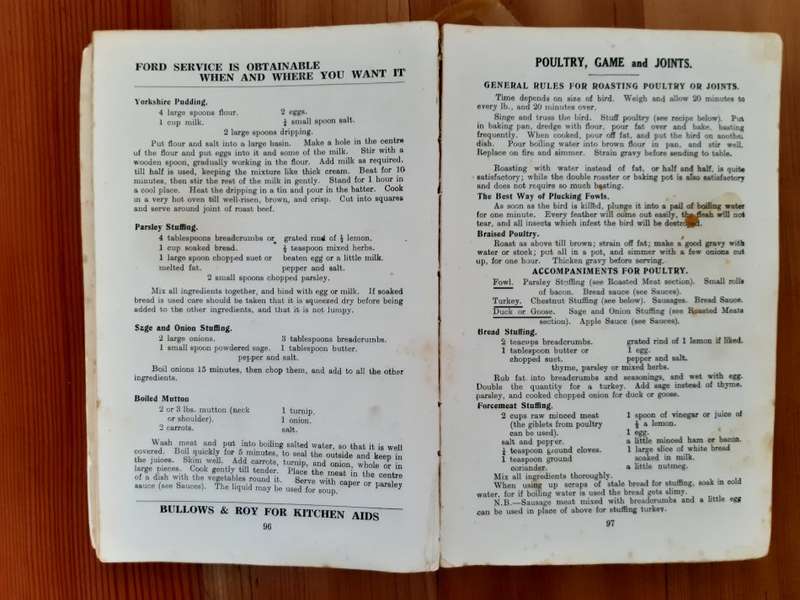 FORD SERVICE IS OBTAINABLE
WHEN AND WHERE YOU WANT IT
Yorkshire Pudding.
4 large spoons flour. 2 eggs.
1 cup milk. ½ small spoon salt.
2 large spoons dripping.
Put flour and salt into a large basin. Make a hole in the centre
of the flour and put eggs into it and some of the milk. Stir with a
wooden spoon, gradually working in the flour. Add milk as required,
till half is used, keeping the mixture like thick cream. Beat for 10
minutes, then stir the rest of the milk in gently. Stand for 1 hour in
a cool place. Heat the dripping in a tin and pour in the batter. Cook
in a very hot oven till well-risen, brown, and crisp. Cut into squares
and serve around joint of roast beef.
Parsley Stuffing.
4 tablespoons breadcrumbs or grated rind of ½ lemon.
1 cup soaked bread. ½ teaspoon mixed herbs.
1 large spoon chopped suet or beaten egg or a little milk.
melted fat. pepper and salt.
2 small spoons chopped parsley.
Mix all ingredients together, and bind with egg or milk. If soaked
bread is used care should be taken that it is squeezed dry before being
added to the other ingredients, and that it is not lumpy.
Sage and Onion Stuffing.
2 large onions. 3 tablespoons breadcrumbs.
1 small spoon powdered sage. 1 tablespoon butter.
pepper and salt.
Boil onions 15 minutes, then chop them, and add to all the other
ingredients.
Boiled Mutton
2 or 3 lbs. mutton (neck 1 turnip.
or shoulder). 1 onion.
2 carrots. salt.
Wash meat and put into boiling salted water, so that it is well
covered. Boil quickly for 5 minutes, to seal the outside and keep in
the juices. Skim well. Add carrots, turnip, and onion, whole or in
large pieces. Cook gently till tender. Place the meat in the centre
of a dish with the vegetables round it. Serve with caper or parsley
sauce (see Sauces). The liquid may be used for soup.
BULLOWS & ROY FOR KITCHEN AIDS
96
POULTRY, GAME and JOINTS.
GENERAL RULES FOR ROASTING POULTRY OR JOINTS.
Time depends on size of bird. Weigh and allow 20 minutes to
every lb., and 20 minutes over.
Singe and truss the bird. Stuff poultry (see recipe below). Put
in baking pan, dredge with flour, pour fat over and bake, basting
frequently. When cooked, pour off fat, and put the bird on another
dish. Pour boiling water into brown flour in pan, and stir well.
Replace on fire and simmer. Strain gravy before sending to table.
Roasting with water instead of fat, or half and half, is quite
satisfactory; while the double roaster or baking pot is also satisfactory
and does not require so much basting.
The Best Way of Plucking Fowls.
As soon as the bird is killed, plunge it into a pail of boiling water
for one minute. Every feather will come out easily, the flesh will not
tear, and all insects which infest the bird will be destroyed.
Braised Poultry.
Roast as above till brown; strain off fat; make a good gravy with
water or stock; put all in a pot, and simmer with a few onions cut
up, for one hour. Thicken gravy before serving.
ACCOMPANIMENTS FOR POULTRY.
Fowl. Parsley Stuffing (see Roasted Meat section). Small rolls
of bacon. Bread sauce (see Sauces).
Turkey. Chestnut Stuffing (see below). Sausages. Bread Sauce.
Duck or Goose. Sage and Onion Stuffing (see Roasted Meats
section). Apple Sauce (see Sauces).
Bread Stuffing.
2 teacups breadcrumbs. grated rind of 1 lemon if liked.
1 tablespoon butter or 1 egg.
chopped suet. pepper and salt.
thyme, parsley or mixed herbs.
Rub fat into breadcrumbs and seasonings, and wet with egg.
Double the quantity for a turkey. Add sage instead of thyme,
parsley, and cooked chopped onion for duck or goose.
Forcemeat Stuffing.
2 cups raw minced meat 1 spoon of vinegar or juice of
(the giblets from poultry ½ a lemon.
can be used). 1 egg.
salt and pepper. a little minced ham or bacon.
¼ teaspoon ground cloves. 1 large slice of white bread
1 teaspoon ground soaked in milk.
coriander. a little nutmeg.
Mix all ingredients thoroughly.
When using up scraps of stale bread for stuffing, soak in cold
water, for if boiling water is used the bread gets slimy.
N.B.—Sausage meat mixed with breadcrumbs and a little egg
can be used in place of above for stuffing turkey.
97